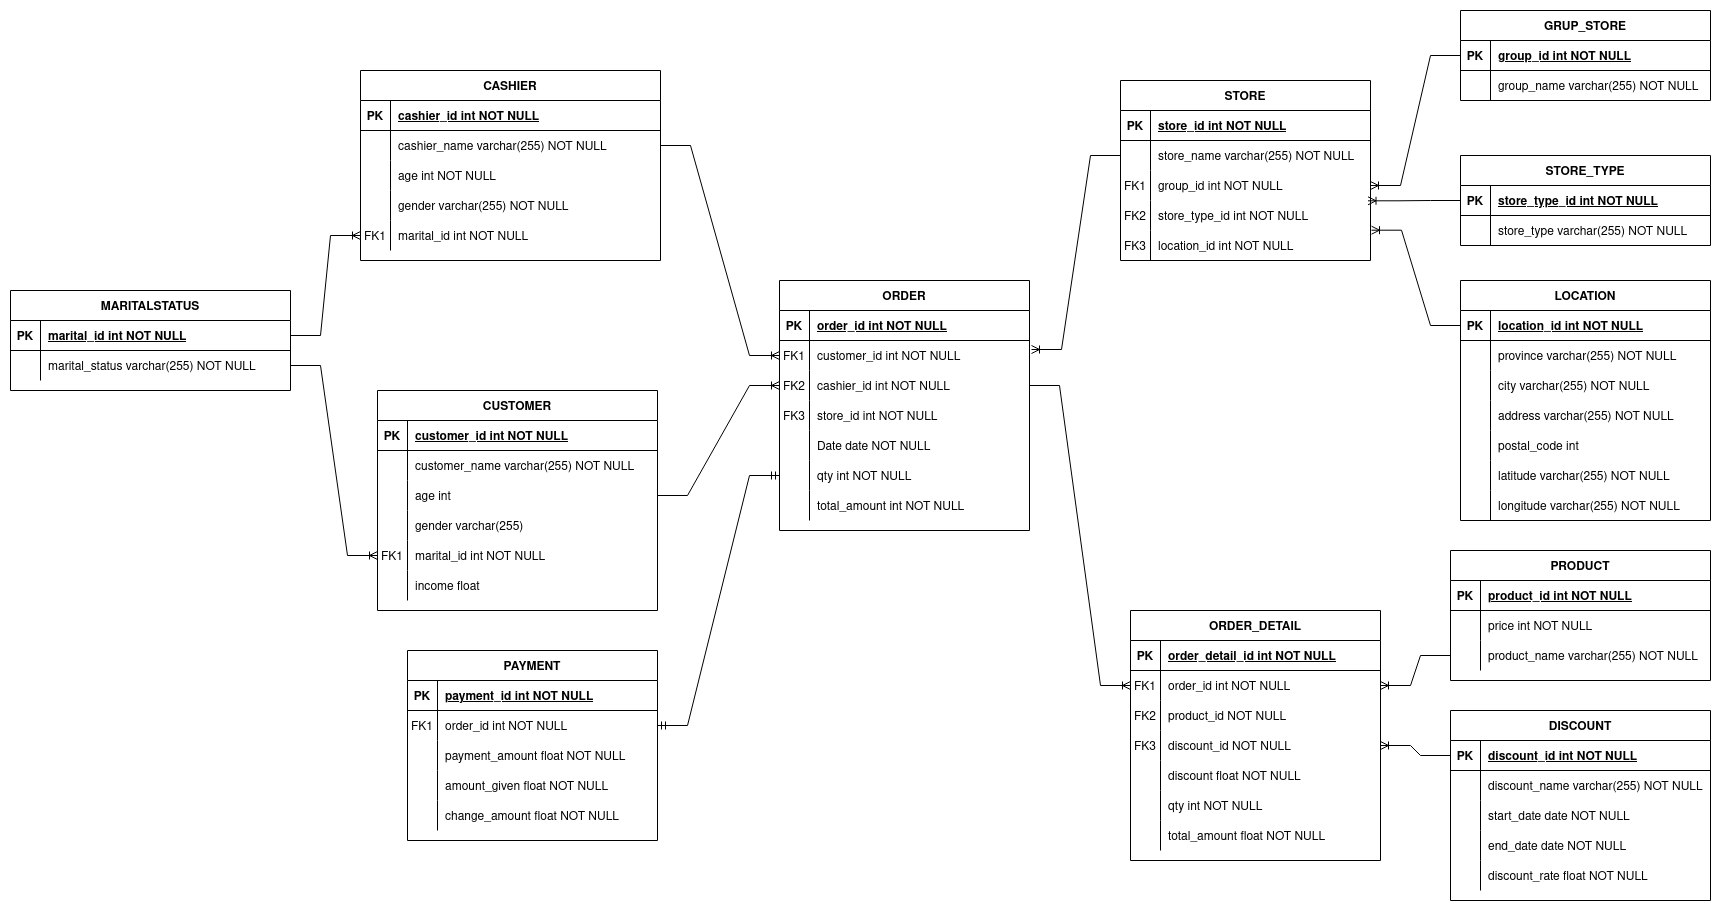 GRUP_STORE
PK group_id int NOT NULL
group_name varchar(255) NOT NULL
CASHIER
PK cashier_id int NOT NULL
cashier_name varchar(255) NOT NULL
age int NOT NULL
gender varchar(255) NOT NULL
FK1 marital_id int NOT NULL
STORE
PK store_id int NOT NULL
store_name varchar(255) NOT NULL
FK1 group_id int NOT NULL
FK2 store_type_id int NOT NULL
FK3 location_id int NOT NULL
STORE_TYPE
PK store_type_id int NOT NULL
store_type varchar(255) NOT NULL
MARITALSTATUS
PK marital_id int NOT NULL
marital_status varchar(255) NOT NULL
ORDER
PK order_id int NOT NULL
FK1 customer_id int NOT NULL
FK2 cashier_id int NOT NULL
FK3 store_id int NOT NULL
Date date NOT NULL
qty int NOT NULL
total_amount int NOT NULL
LOCATION
PK location_id int NOT NULL
province varchar(255) NOT NULL
city varchar(255) NOT NULL
address varchar(255) NOT NULL
postal_code int
latitude varchar(255) NOT NULL
longitude varchar(255) NOT NULL
CUSTOMER
PK customer_id int NOT NULL
customer_name varchar(255) NOT NULL
age int
gender varchar(255)
FK1 marital_id int NOT NULL
income float
PAYMENT
PK payment_id int NOT NULL
FK1 order_id int NOT NULL
payment_amount float NOT NULL
amount_given float NOT NULL
change_amount float NOT NULL
ORDER_DETAIL
PK order_detail_id int NOT NULL
FK1 order_id int NOT NULL
FK2 product_id NOT NULL
FK3 discount_id NOT NULL
discount float NOT NULL
qty int NOT NULL
total_amount float NOT NULL
PRODUCT
PK product_id int NOT NULL
price int NOT NULL
product_name varchar(255) NOT NULL
DISCOUNT
PK discount_id int NOT NULL
discount_name varchar(255) NOT NULL
start_date date NOT NULL
end_date date NOT NULL
discount_rate float NOT NULL